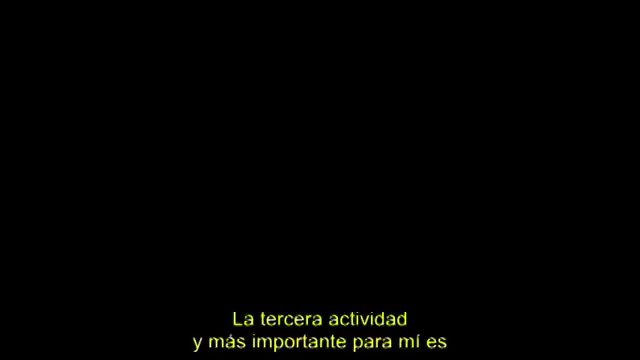 La tercera actividad
y más importante para mí es